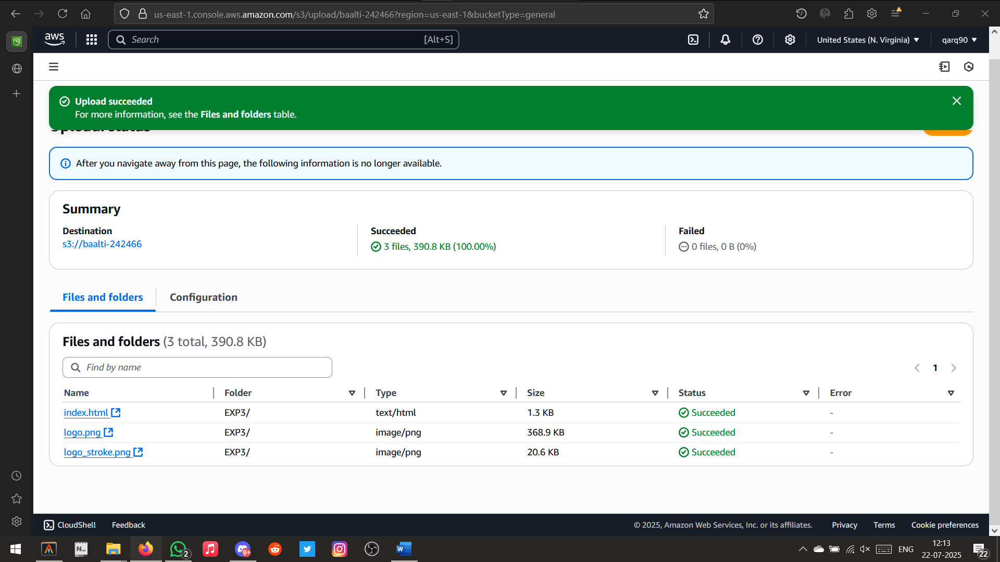 us-east-1.console.aws.amazon.com/s3/upload/baalti-242466?region=us-east-1&bucketType=general
aws
Search
[Alt+S]
United States (N. Virginia)
qarq90
Upload succeeded
For more information, see the Files and folders table.
After you navigate away from this page, the following information is no longer available.
Summary
Destination
s3://baalti-242466
Succeeded
3 files, 390.8 KB (100.00%)
Failed
0 files, 0 B (0%)
Files and folders
Configuration
Files and folders (3 total, 390.8 KB)
Find by name
1
Name Folder Type Size Status Error
index.html EXP3/ text/html 1.3 KB Succeeded -
logo.png EXP3/ image/png 368.9 KB Succeeded -
logo_stroke.png EXP3/ image/png 20.6 KB Succeeded -
CloudShell
Feedback
© 2025, Amazon Web Services, Inc. or its affiliates.
Privacy
Terms
Cookie preferences
N_
2
9+
W
ENG
12:13
22-07-2025
22